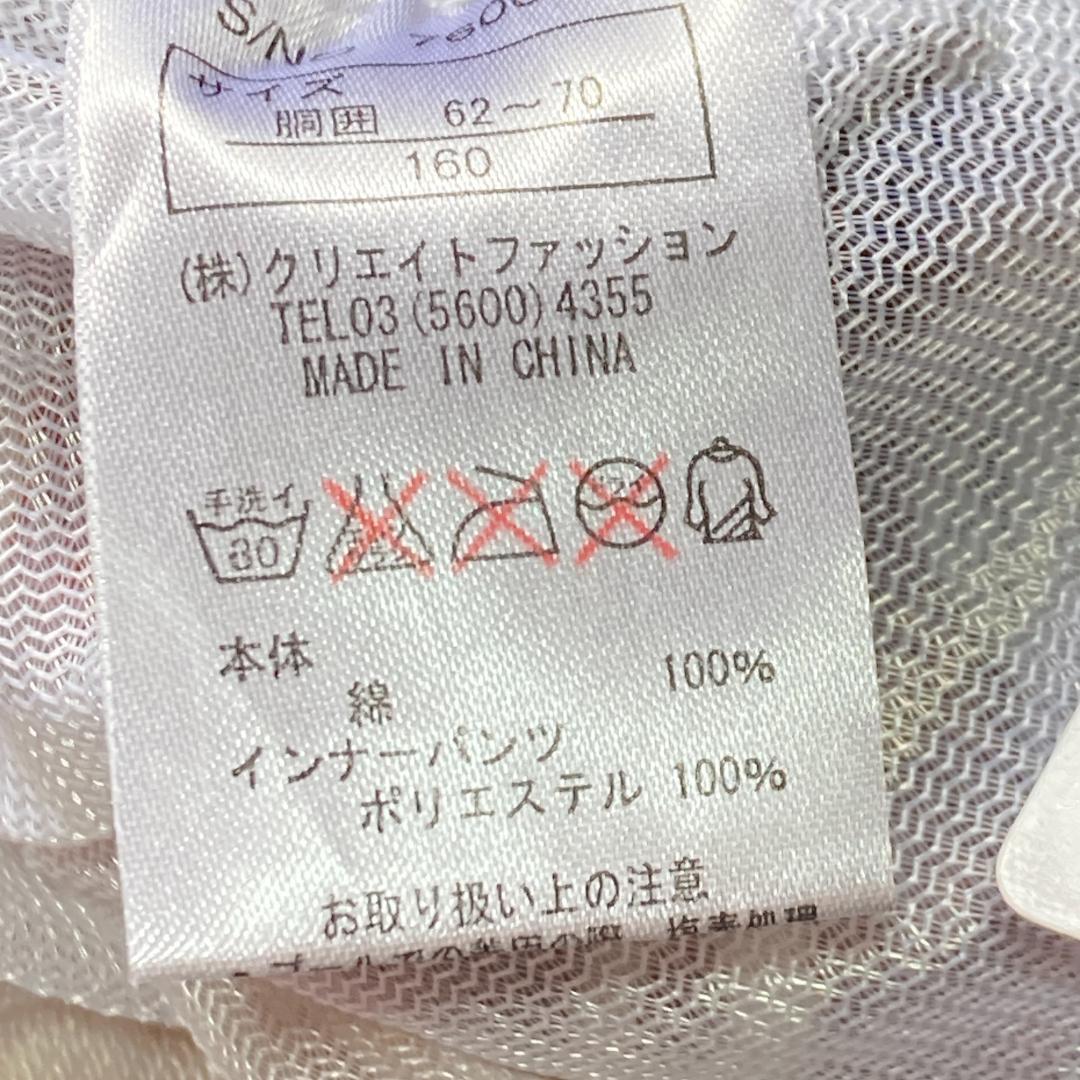 S/N
サイズ
胴囲 62〜70
160
(株)クリエイトファッション
TEL03(5600)4355
MADE IN CHINA
手洗イ
30
本体
綿 100%
インナーパンツ
ポリエステル 100%
お取り扱い上の注意